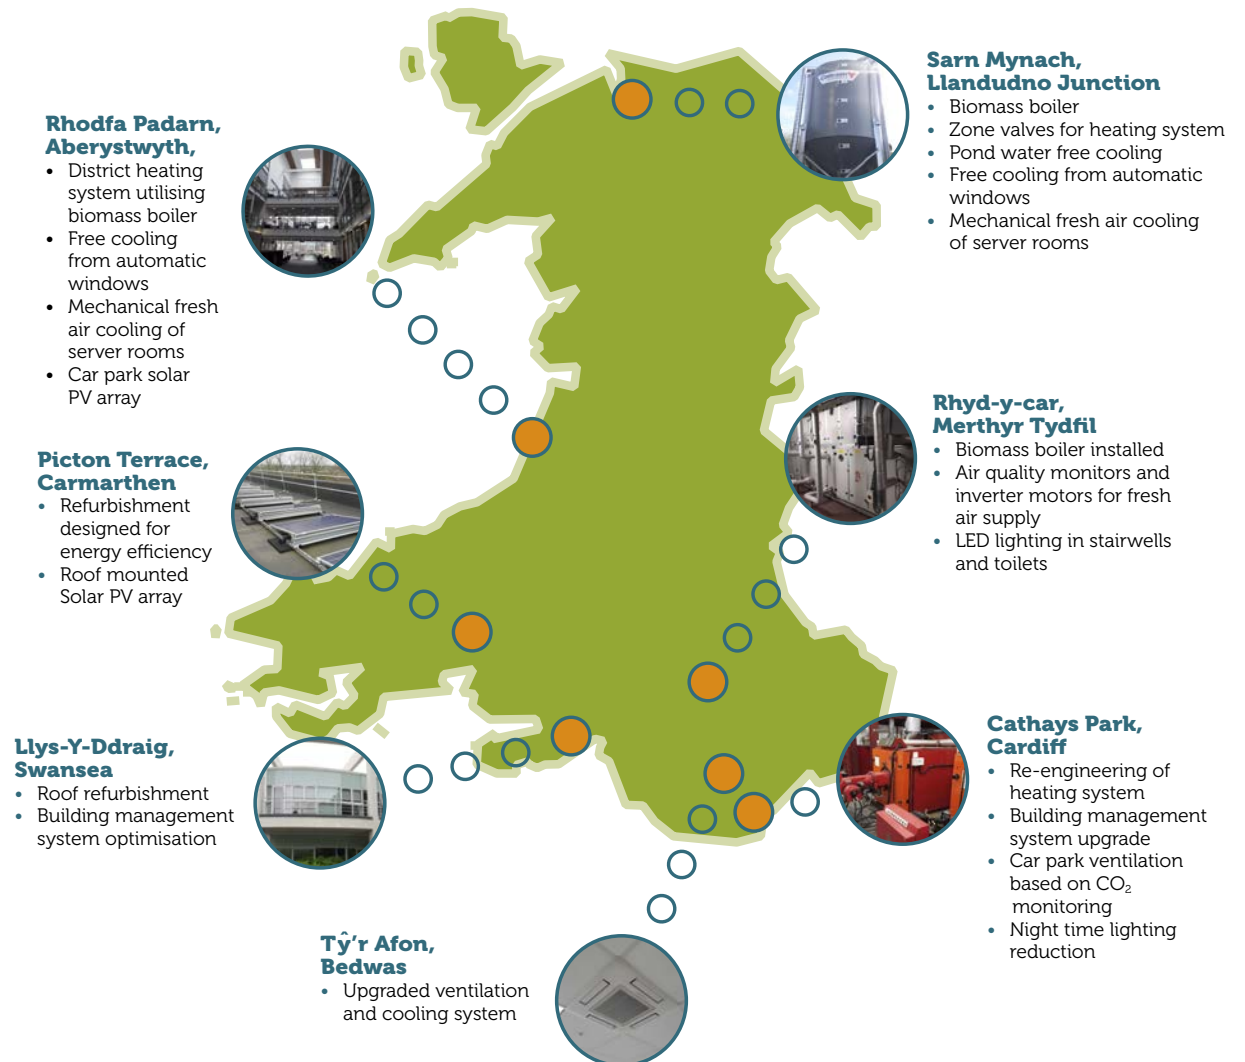 Sarn Mynach,
Llandudno Junction
• Biomass boiler
• Zone valves for heating system
• Pond water free cooling
• Free cooling from automatic
windows
• Mechanical fresh air cooling
of server rooms
Rhodfa Padarn,
Aberystwyth,
• District heating
system utilising
biomass boiler
• Free cooling
from automatic
windows
• Mechanical fresh
air cooling of
server rooms
• Car park solar
PV array
Rhyd-y-car,
Merthyr Tydfil
• Biomass boiler installed
• Air quality monitors and
inverter motors for fresh
air supply
• LED lighting in stairwells
and toilets
Picton Terrace,
Carmarthen
• Refurbishment
designed for
energy efficiency
• Roof mounted
Solar PV array
Cathays Park,
Cardiff
• Re-engineering of
heating system
• Building management
system upgrade
• Car park ventilation
based on CO₂
monitoring
• Night time lighting
reduction
Llys-Y-Ddraig,
Swansea
• Roof refurbishment
• Building management
system optimisation
Tŷ'r Afon,
Bedwas
• Upgraded ventilation
and cooling system